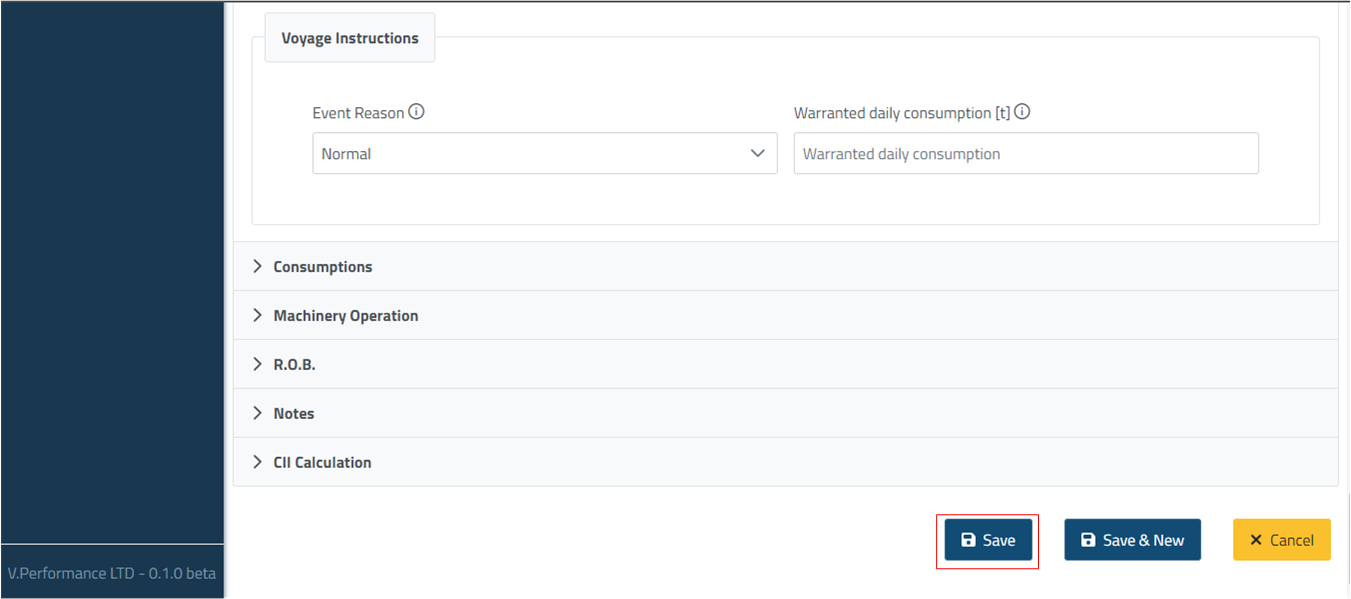 Voyage Instructions
Event Reason
Warranted daily consumption [t]
Normal
Warranted daily consumption
Consumptions
Machinery Operation
R.O.B.
Notes
CII Calculation
Save
Save & New
Cancel
V.Performance LTD - 0.1.0 beta